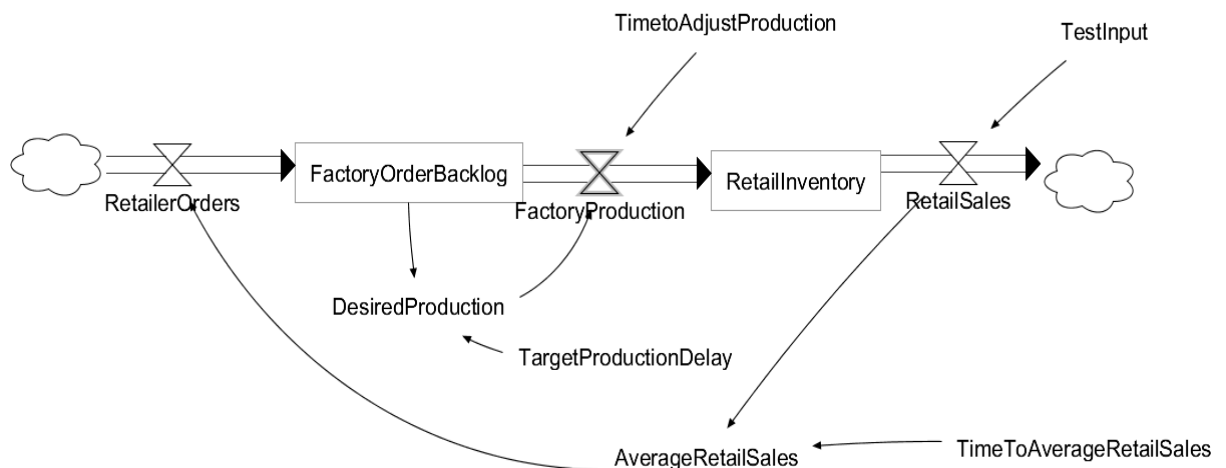 TimetoAdjustProduction
TestInput
FactoryOrderBacklog
RetailInventory
RetailerOrders
FactoryProduction
RetailSales
DesiredProduction
TargetProductionDelay
AverageRetailSales
TimeToAverageRetailSales